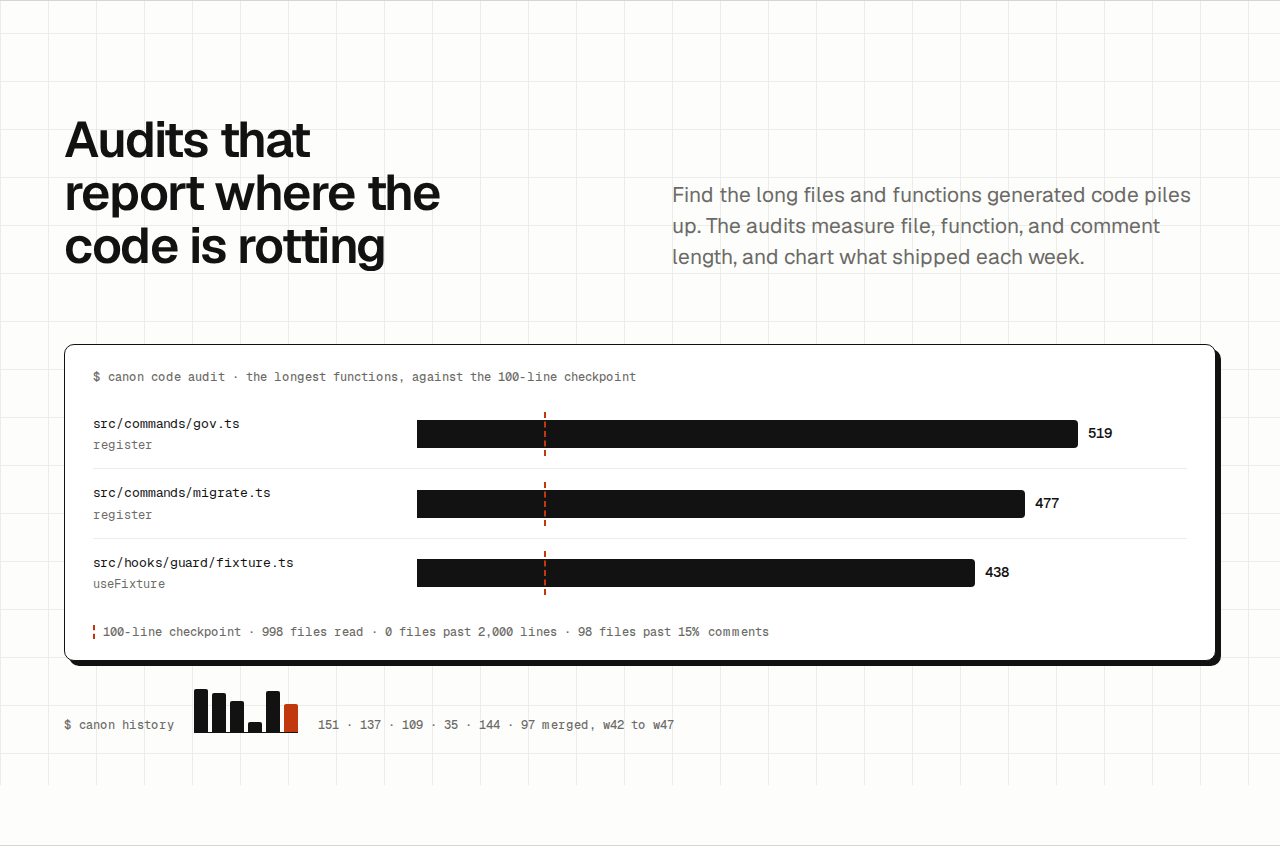 Audits that
report where the
code is rotting
Find the long files and functions generated code piles
up. The audits measure file, function, and comment
length, and chart what shipped each week.
$ canon code audit · the longest functions, against the 100-line checkpoint
src/commands/gov.ts
register
519
src/commands/migrate.ts
register
477
src/hooks/guard/fixture.ts
useFixture
438
100-line checkpoint · 998 files read · 0 files past 2,000 lines · 98 files past 15% comments
$ canon history
151 · 137 · 109 · 35 · 144 · 97 merged, w42 to w47